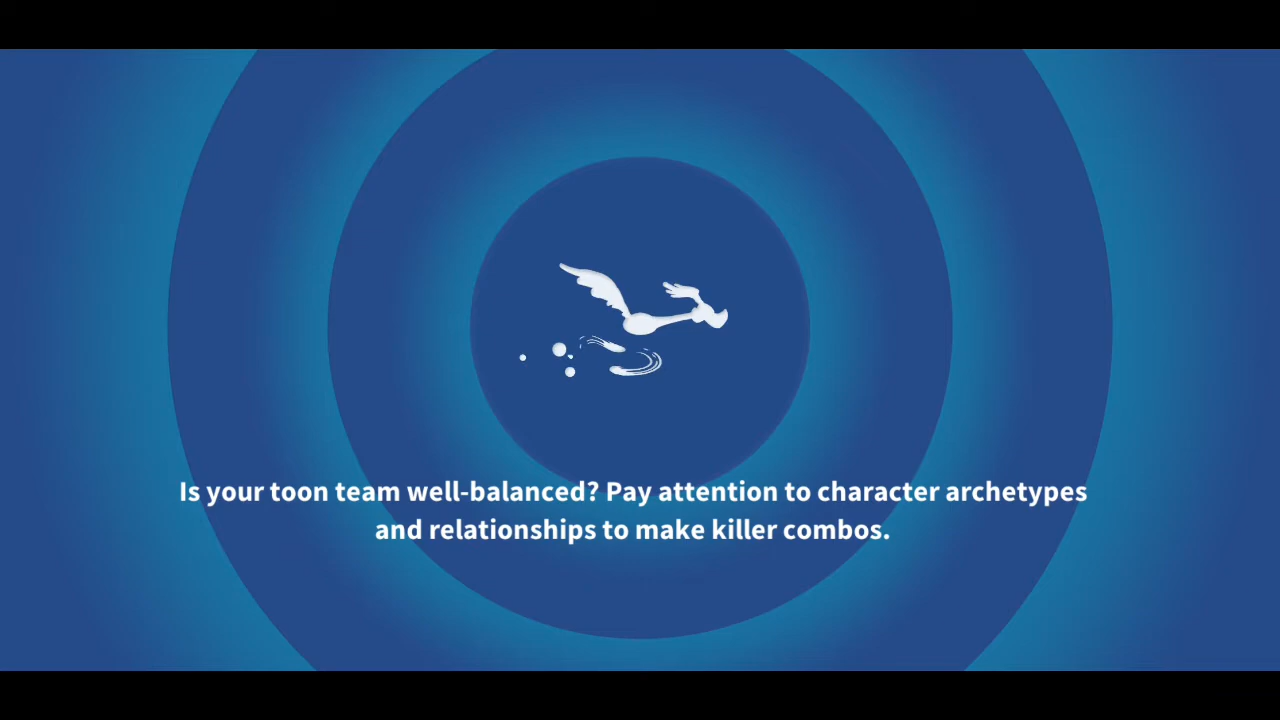 Is your toon team well-balanced? Pay attention to character archetypes
and relationships to make killer combos.